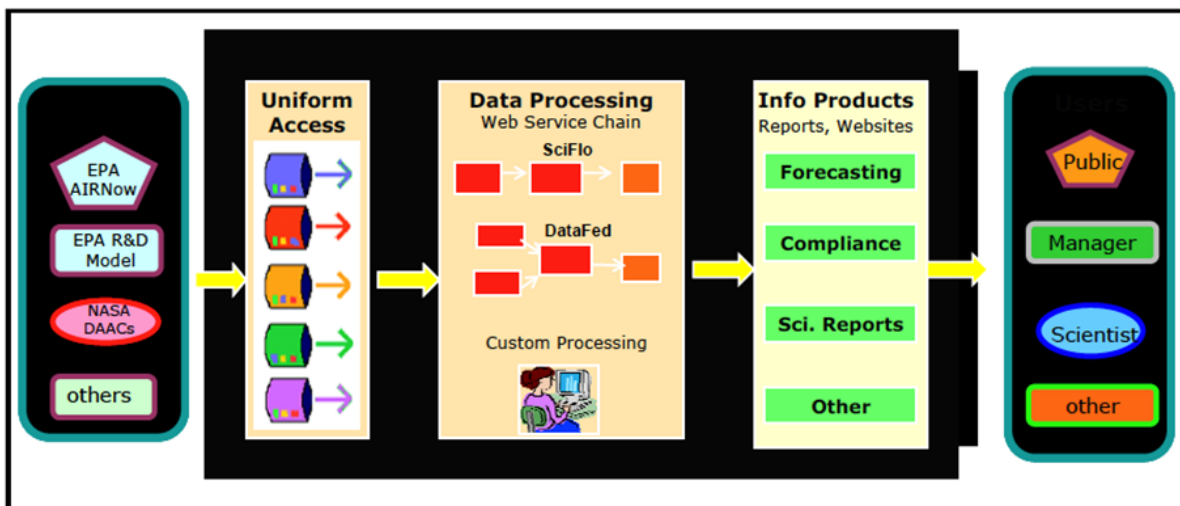 EPA
AIRNow
EPA R&D
Model
NASA
DAACs
others
Uniform
Access
Data Processing
Web Service Chain
SciFlo
DataFed
Custom Processing
Info Products
Reports, Websites
Forecasting
Compliance
Sci. Reports
Other
Users
Public
Manager
Scientist
other